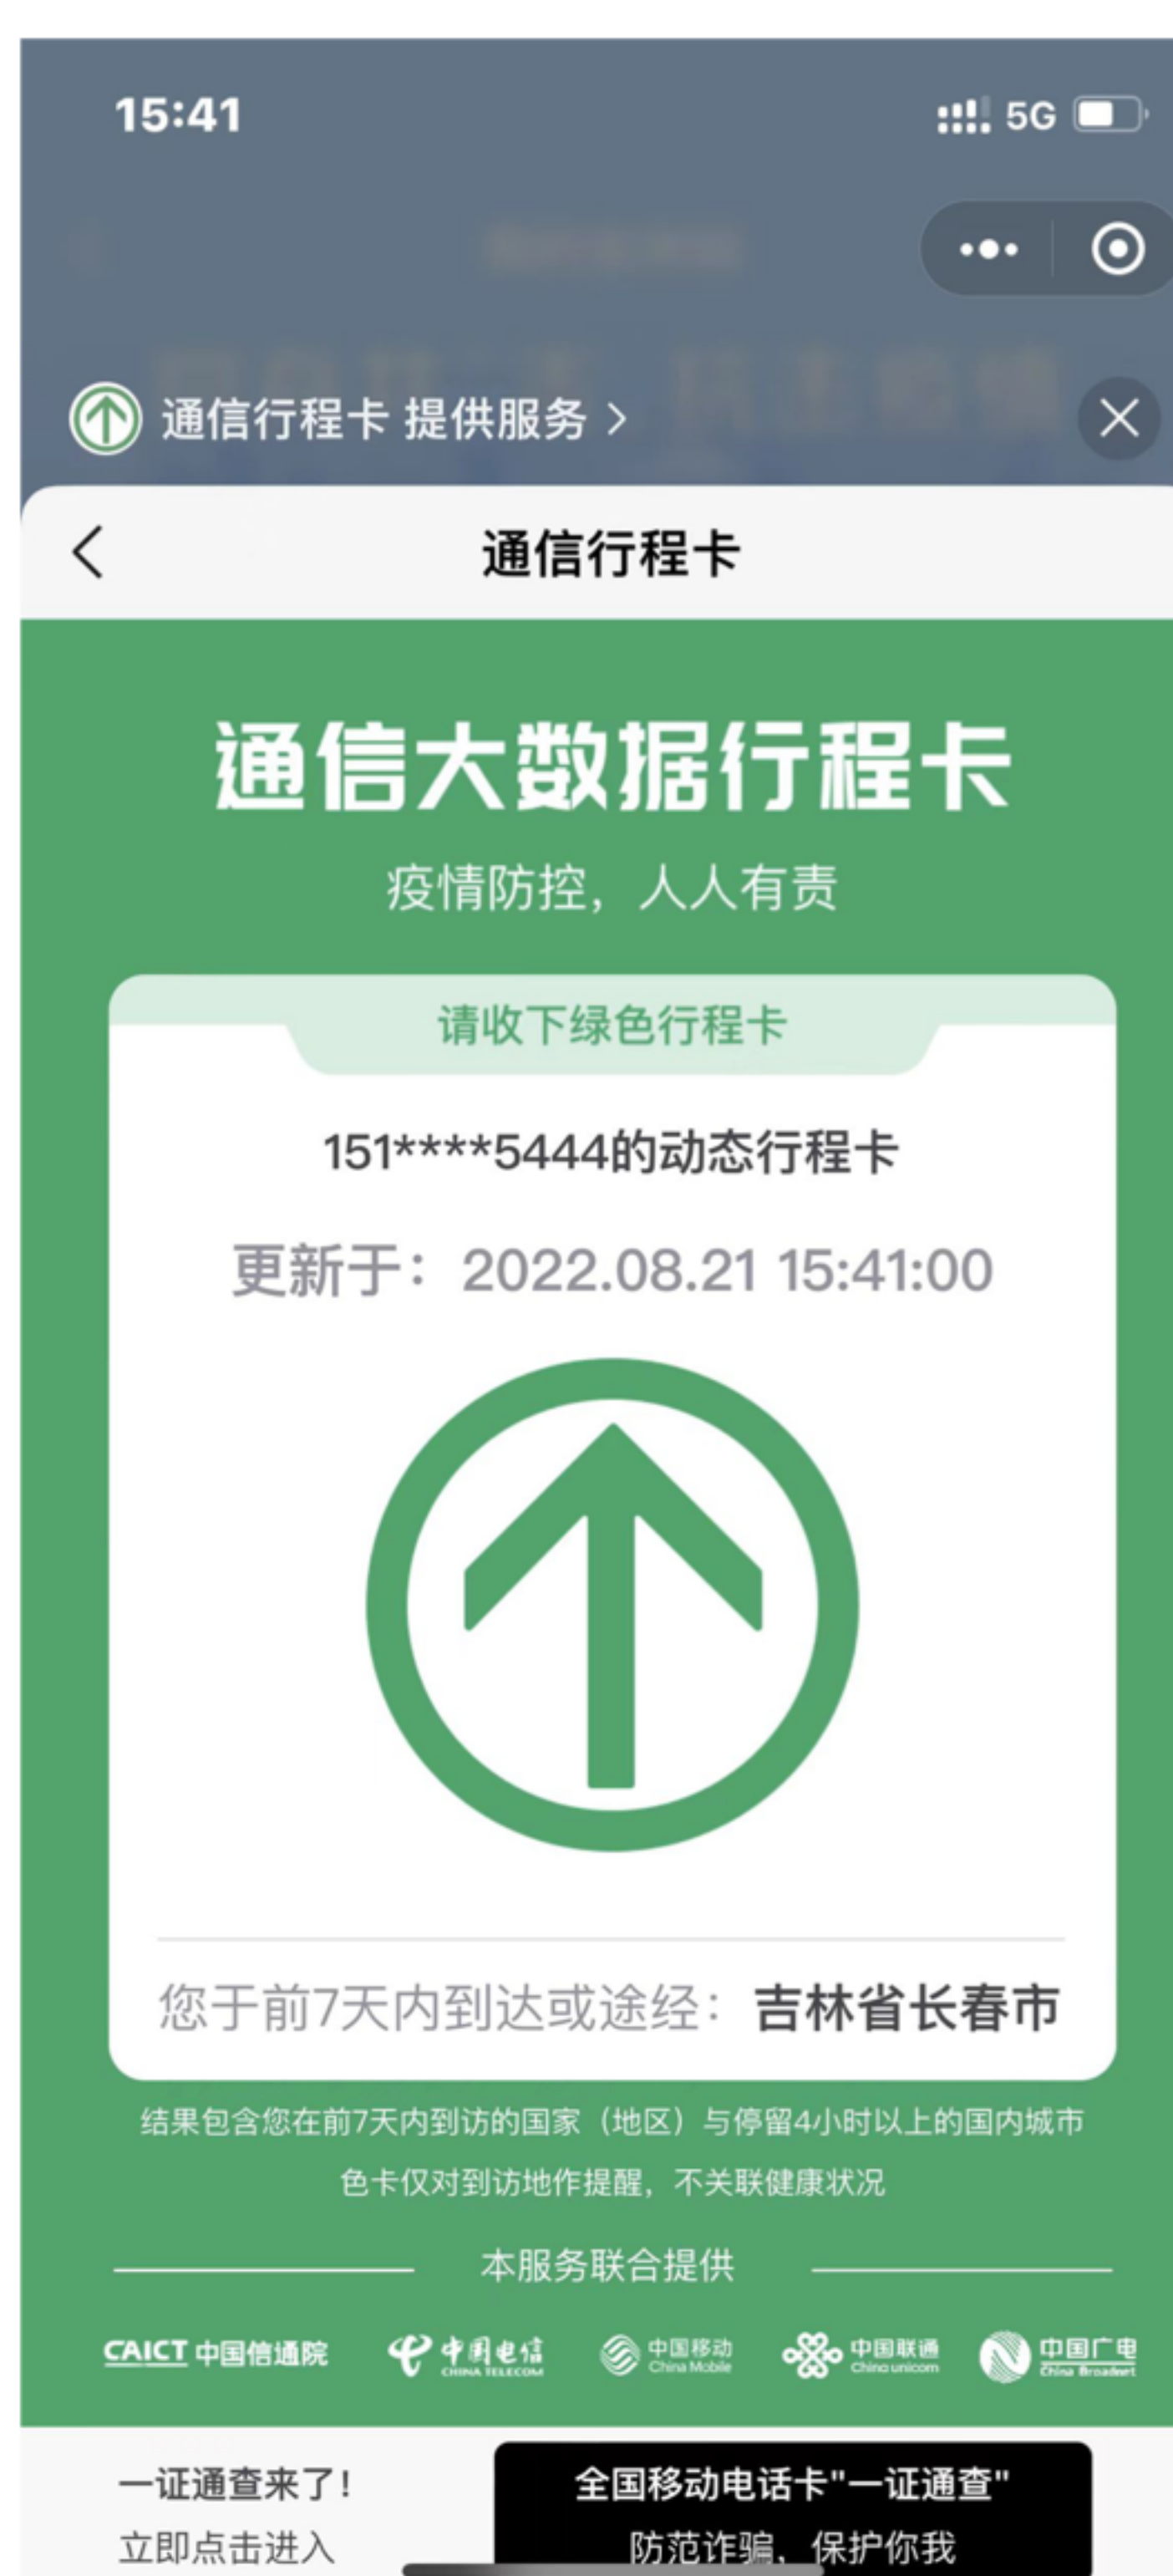 15:41
5G
通信行程卡 提供服务
通信行程卡
通信大数据行程卡
疫情防控，人人有责
请收下绿色行程卡
151****5444的动态行程卡
更新于：2022.08.21 15:41:00
您于前7天内到达或途经：吉林省长春市
结果包含您在前7天内到访的国家（地区）与停留4小时以上的国内城市
色卡仅对到访地作提醒，不关联健康状况
本服务联合提供
CAICT 中国信通院
中国电信
CHINA TELECOM
中国移动
China Mobile
中国联通
China unicom
中国广电
China Broadnet
一证通查来了！
立即点击进入
全国移动电话卡"一证通查"
防范诈骗，保护你我